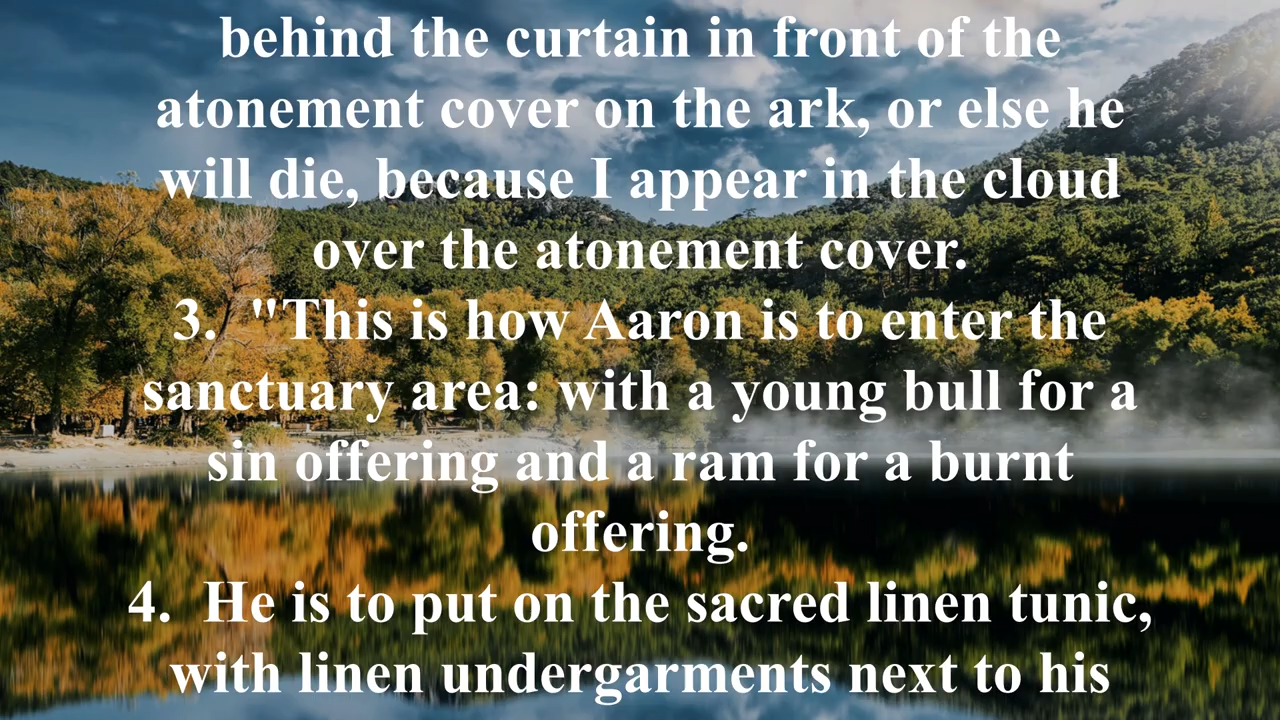 behind the curtain in front of the
atonement cover on the ark, or else he
will die, because I appear in the cloud
over the atonement cover.
3.  "This is how Aaron is to enter the
sanctuary area: with a young bull for a
sin offering and a ram for a burnt
offering.
4.  He is to put on the sacred linen tunic,
with linen undergarments next to his